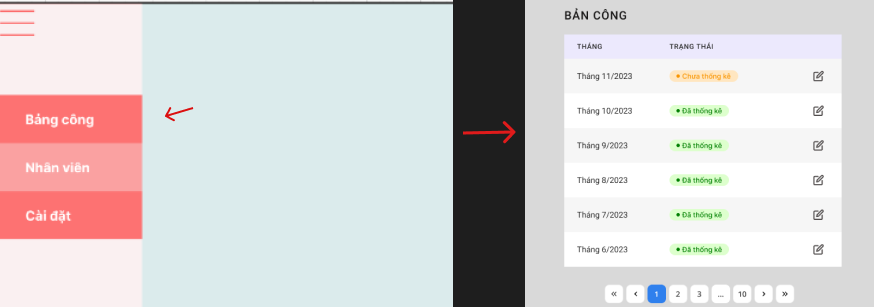 Bảng công
Nhân viên
Cài đặt
BẢN CÔNG
THÁNG TRẠNG THÁI
Tháng 11/2023 Chưa thống kê
Tháng 10/2023 Đã thống kê
Tháng 9/2023 Đã thống kê
Tháng 8/2023 Đã thống kê
Tháng 7/2023 Đã thống kê
Tháng 6/2023 Đã thống kê
« ‹ 1 2 3 ... 10 › »